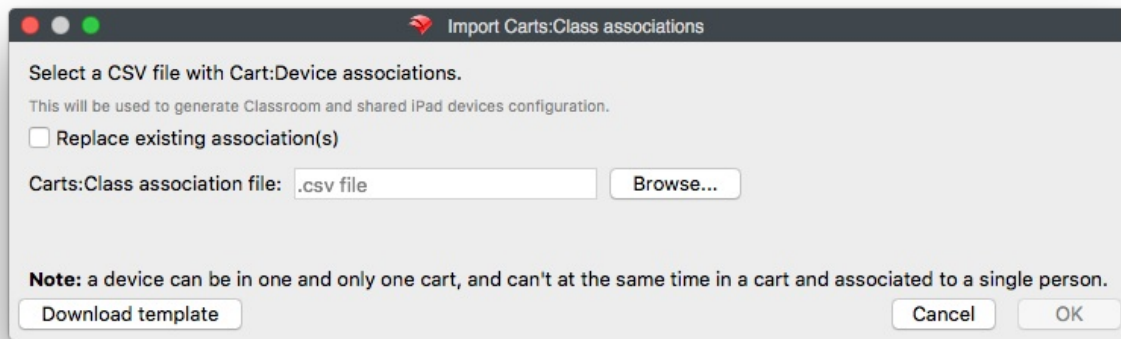 Import Carts:Class associations
Select a CSV file with Cart:Device associations.
This will be used to generate Classroom and shared iPad devices configuration.
Replace existing association(s)
Carts:Class association file: .csv file Browse...
Note: a device can be in one and only one cart, and can't at the same time in a cart and associated to a single person.
Download template Cancel OK